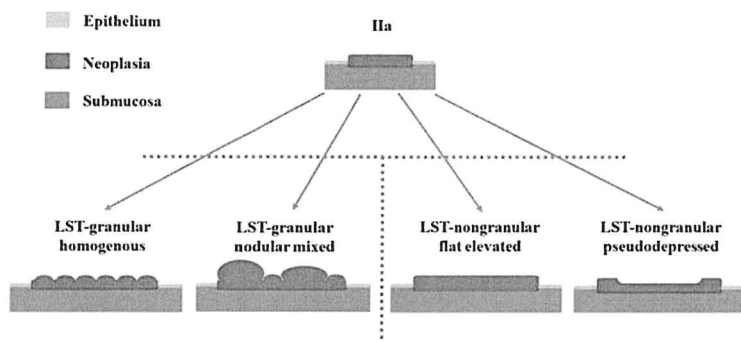 Epithelium
IIa
Neoplasia
Submucosa
LST-granular
homogenous
LST-granular
nodular mixed
LST-nongranular
flat elevated
LST-nongranular
pseudodepressed